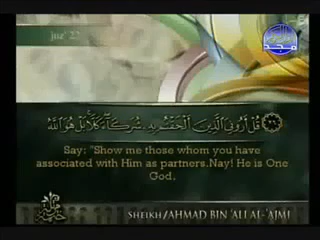 juz' 22
قُلْ أَرُونِيَ الَّذِينَ أَلْحَقْتُم بِهِ شُرَكَاءَ كَلَّا بَلْ هُوَ اللَّهُ
Say: "Show me those whom you have
associated with Him as partners.Nay! He is One
God.
SHEIKH/AHMAD BIN 'ALI AL-'AJMI